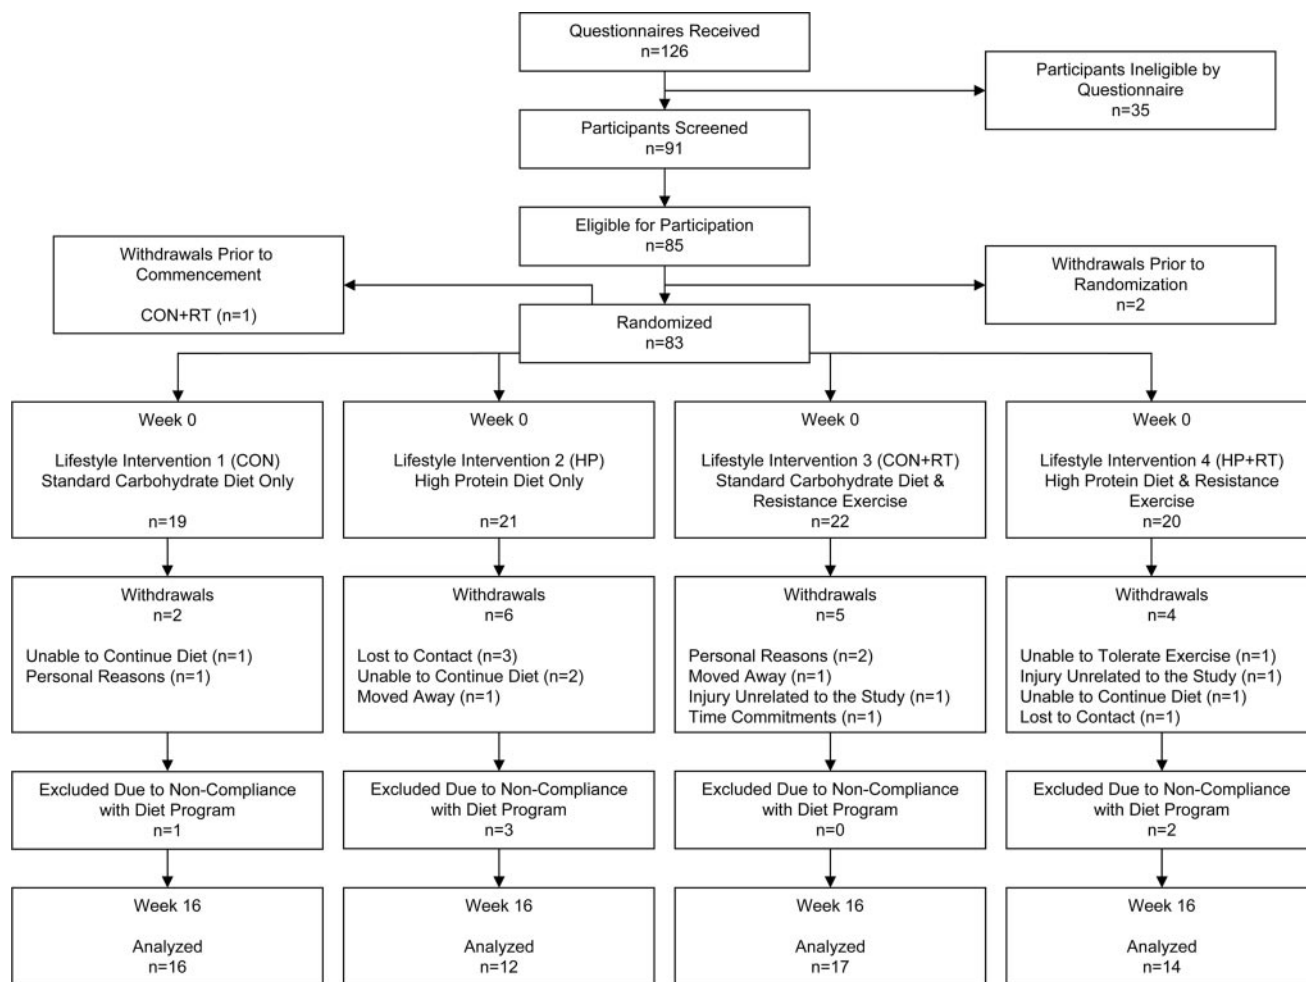 Questionnaires Received
n=126
Participants Ineligible by
Questionnaire
n=35
Participants Screened
n=91
Eligible for Participation
n=85
Withdrawals Prior to
Commencement
CON+RT (n=1)
Withdrawals Prior to
Randomization
n=2
Randomized
n=83
Week 0
Lifestyle Intervention 1 (CON)
Standard Carbohydrate Diet Only
n=19
Week 0
Lifestyle Intervention 2 (HP)
High Protein Diet Only
n=21
Week 0
Lifestyle Intervention 3 (CON+RT)
Standard Carbohydrate Diet &
Resistance Exercise
n=22
Week 0
Lifestyle Intervention 4 (HP+RT)
High Protein Diet & Resistance
Exercise
n=20
Withdrawals
n=2
Unable to Continue Diet (n=1)
Personal Reasons (n=1)
Withdrawals
n=6
Lost to Contact (n=3)
Unable to Continue Diet (n=2)
Moved Away (n=1)
Withdrawals
n=5
Personal Reasons (n=2)
Moved Away (n=1)
Injury Unrelated to the Study (n=1)
Time Commitments (n=1)
Withdrawals
n=4
Unable to Tolerate Exercise (n=1)
Injury Unrelated to the Study (n=1)
Unable to Continue Diet (n=1)
Lost to Contact (n=1)
Excluded Due to Non-Compliance
with Diet Program
n=1
Excluded Due to Non-Compliance
with Diet Program
n=3
Excluded Due to Non-Compliance
with Diet Program
n=0
Excluded Due to Non-Compliance
with Diet Program
n=2
Week 16
Analyzed
n=16
Week 16
Analyzed
n=12
Week 16
Analyzed
n=17
Week 16
Analyzed
n=14